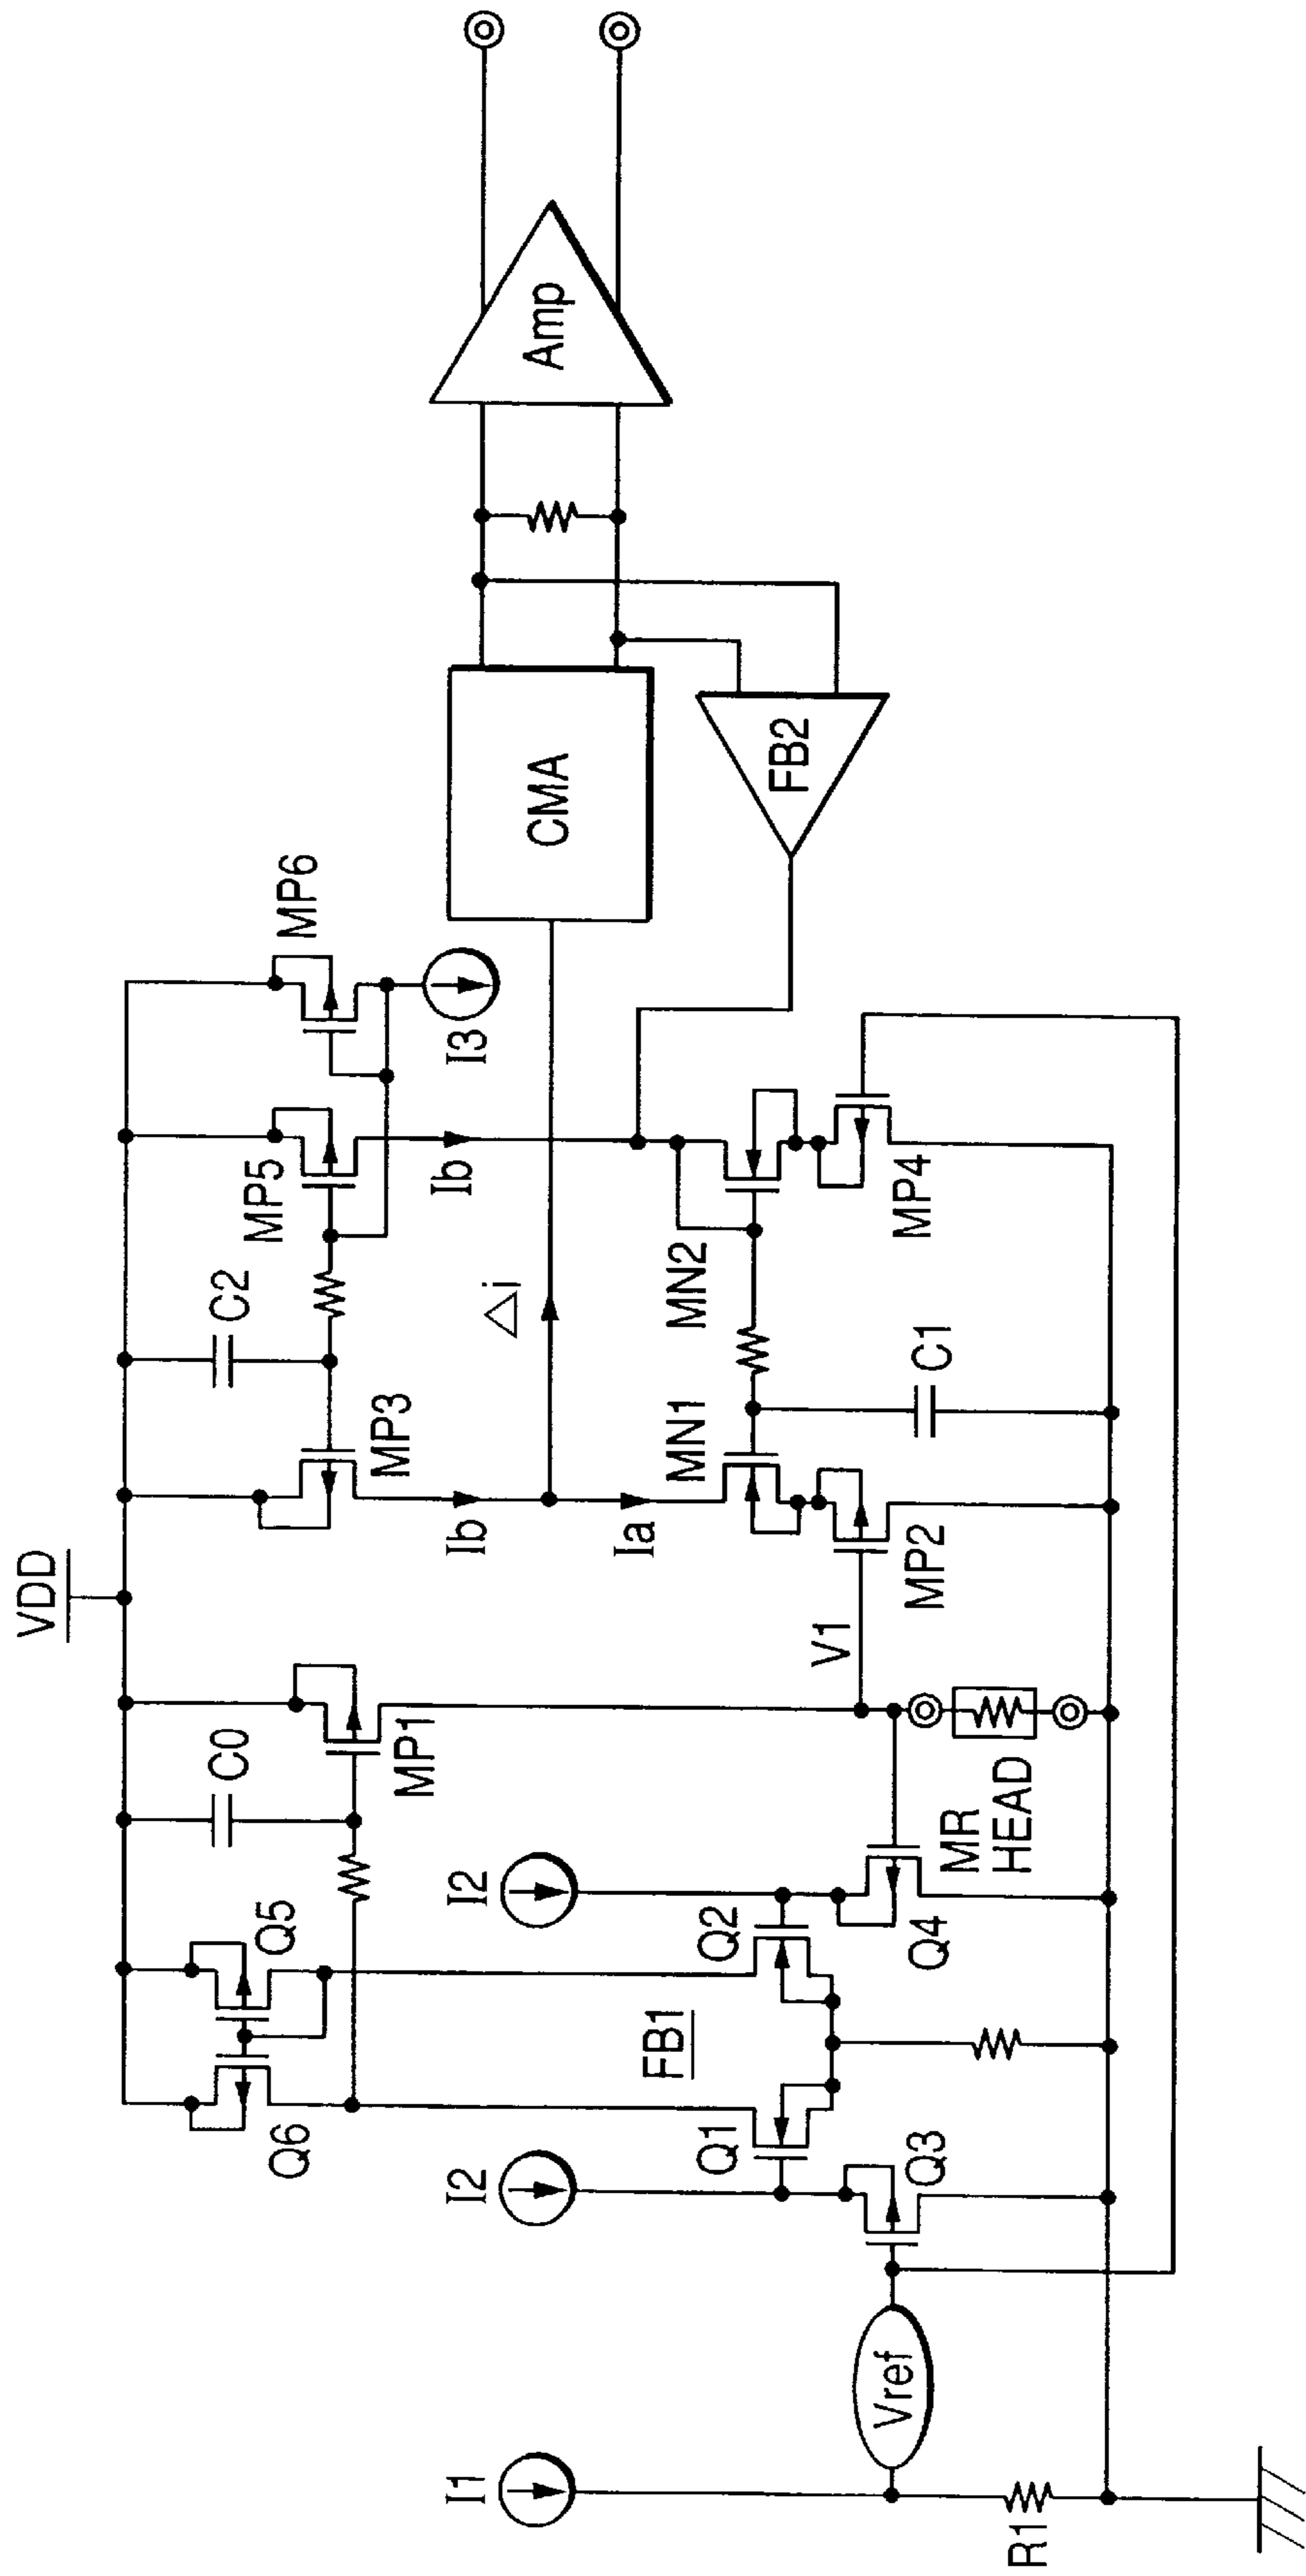 VDD
Q6
Q5
C0
MP1
MP3
C2
MP5
MP6
I1
I2
I2
Ib
Ib
I3
Δi
CMA
Amp
FB1
Ia
Q1
Q2
MN1
MN2
FB2
V1
Vref
Q3
Q4
MR
HEAD
MP2
C1
MP4
R1